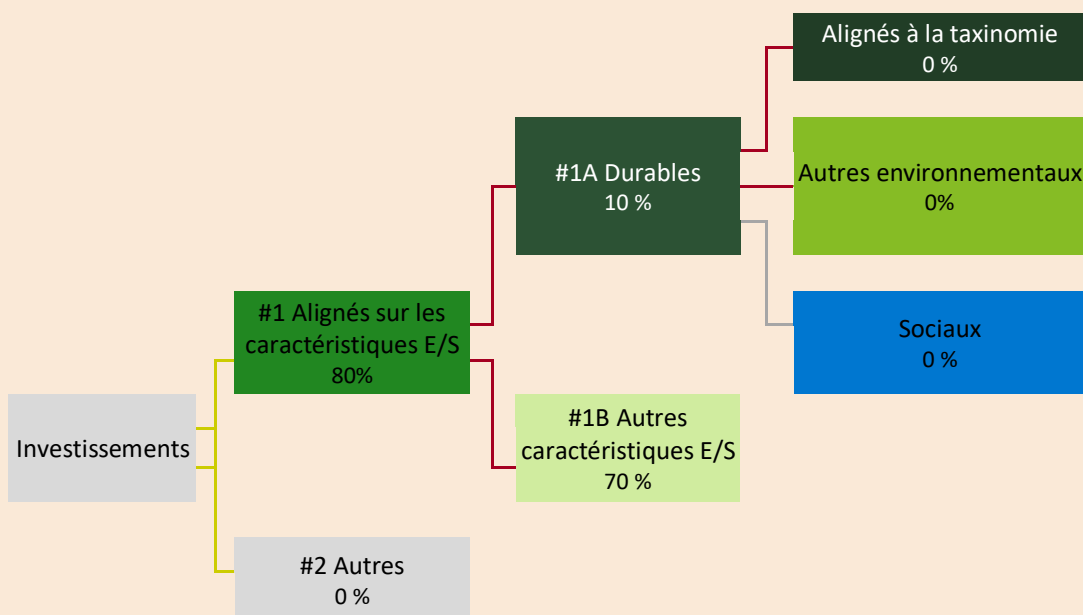 Alignés à la taxinomie
0 %
#1A Durables
10 %
Autres environnementaux
0%
#1 Alignés sur les
caractéristiques E/S
80%
Sociaux
0 %
Investissements
#1B Autres
caractéristiques E/S
70 %
#2 Autres
0 %